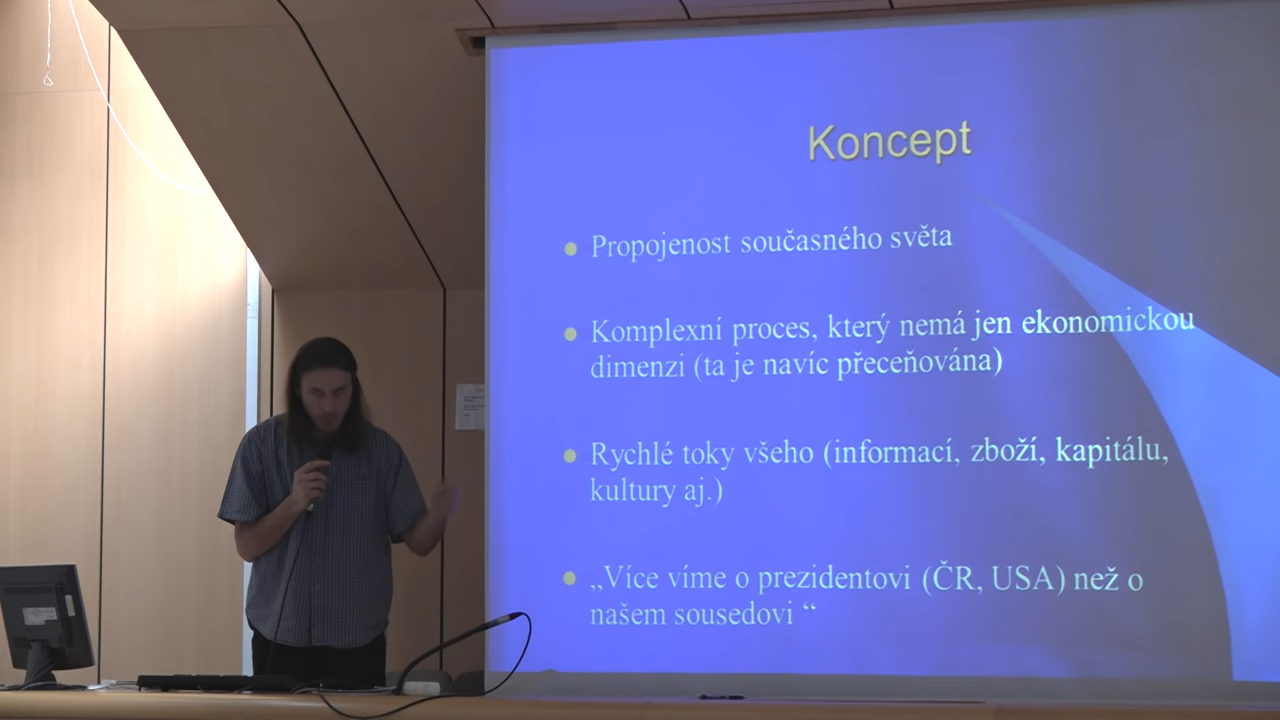 Koncept
Propojenost současného světa
Komplexní proces, který nemá jen ekonomickou
dimenzi (ta je navíc přeceňována)
Rychlé toky všeho (informací, zboží, kapitálu,
kultury aj.)
„Více víme o prezidentovi (ČR, USA) než o
našem sousedovi “